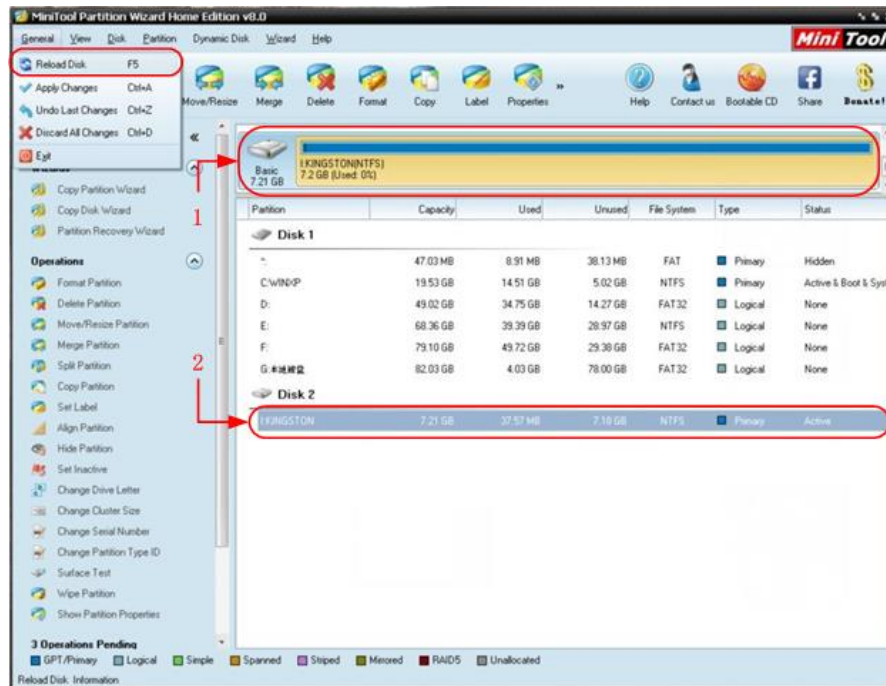 MiniTool Partition Wizard Home Edition v8.0
General View Disk Partition Dynamic Disk Wizard Help
Mini Tool
Reload Disk F5
Apply Changes Ctrl+A
Undo Last Changes Ctrl+Z
Discard All Changes Ctrl+D
Exit
Move/Resize Merge Delete Format Copy Label Properties » Help Contact us Bootable CD Share Donate!
«
1
Basic
7.21 GB
I:KINGSTON(NTFS)
7.2 GB (Used: 0%)
Copy Partition Wizard
Copy Disk Wizard
Partition Recovery Wizard
Operations
Format Partition
Delete Partition
Move/Resize Partition
Merge Partition
Split Partition
Copy Partition
Set Label
Align Partition
Hide Partition
Set Inactive
Change Drive Letter
Change Cluster Size
Change Serial Number
Change Partition Type ID
Surface Test
Wipe Partition
Show Partition Properties
3 Operations Pending
2
Partition Capacity Used Unused File System Type Status
Disk 1
*: 47.03 MB 8.91 MB 38.13 MB FAT Primary Hidden
C:WINXP 19.53 GB 14.51 GB 5.02 GB NTFS Primary Active & Boot & Sys
D: 49.02 GB 34.75 GB 14.27 GB FAT32 Logical None
E: 68.36 GB 39.39 GB 28.97 GB NTFS Logical None
F: 79.10 GB 49.72 GB 29.38 GB FAT32 Logical None
G: 82.03 GB 4.03 GB 78.00 GB FAT32 Logical None
Disk 2
I:KINGSTON 7.21 GB 37.57 MB 7.18 GB NTFS Primary Active
GPT/Primary Logical Simple Spanned Striped Mirrored RAID5 Unallocated
Reload Disk Information